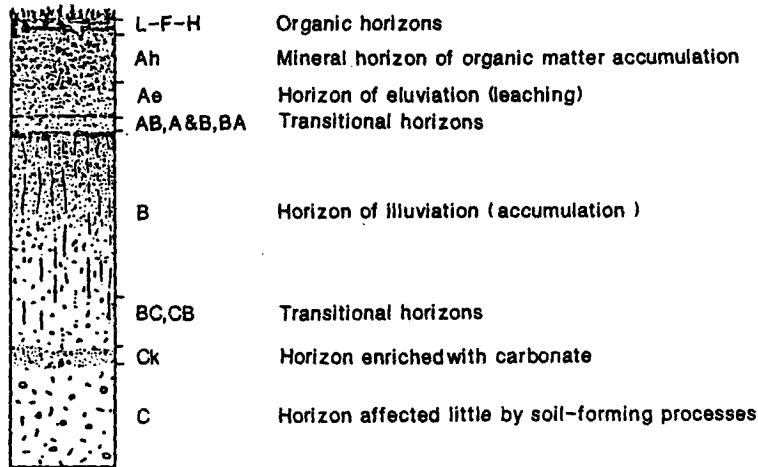 L-F-H Organic horizons
Ah Mineral horizon of organic matter accumulation
Ae Horizon of eluviation (leaching)
AB,A&B,BA Transitional horizons
B Horizon of illuviation (accumulation)
BC,CB Transitional horizons
Ck Horizon enriched with carbonate
C Horizon affected little by soil-forming processes